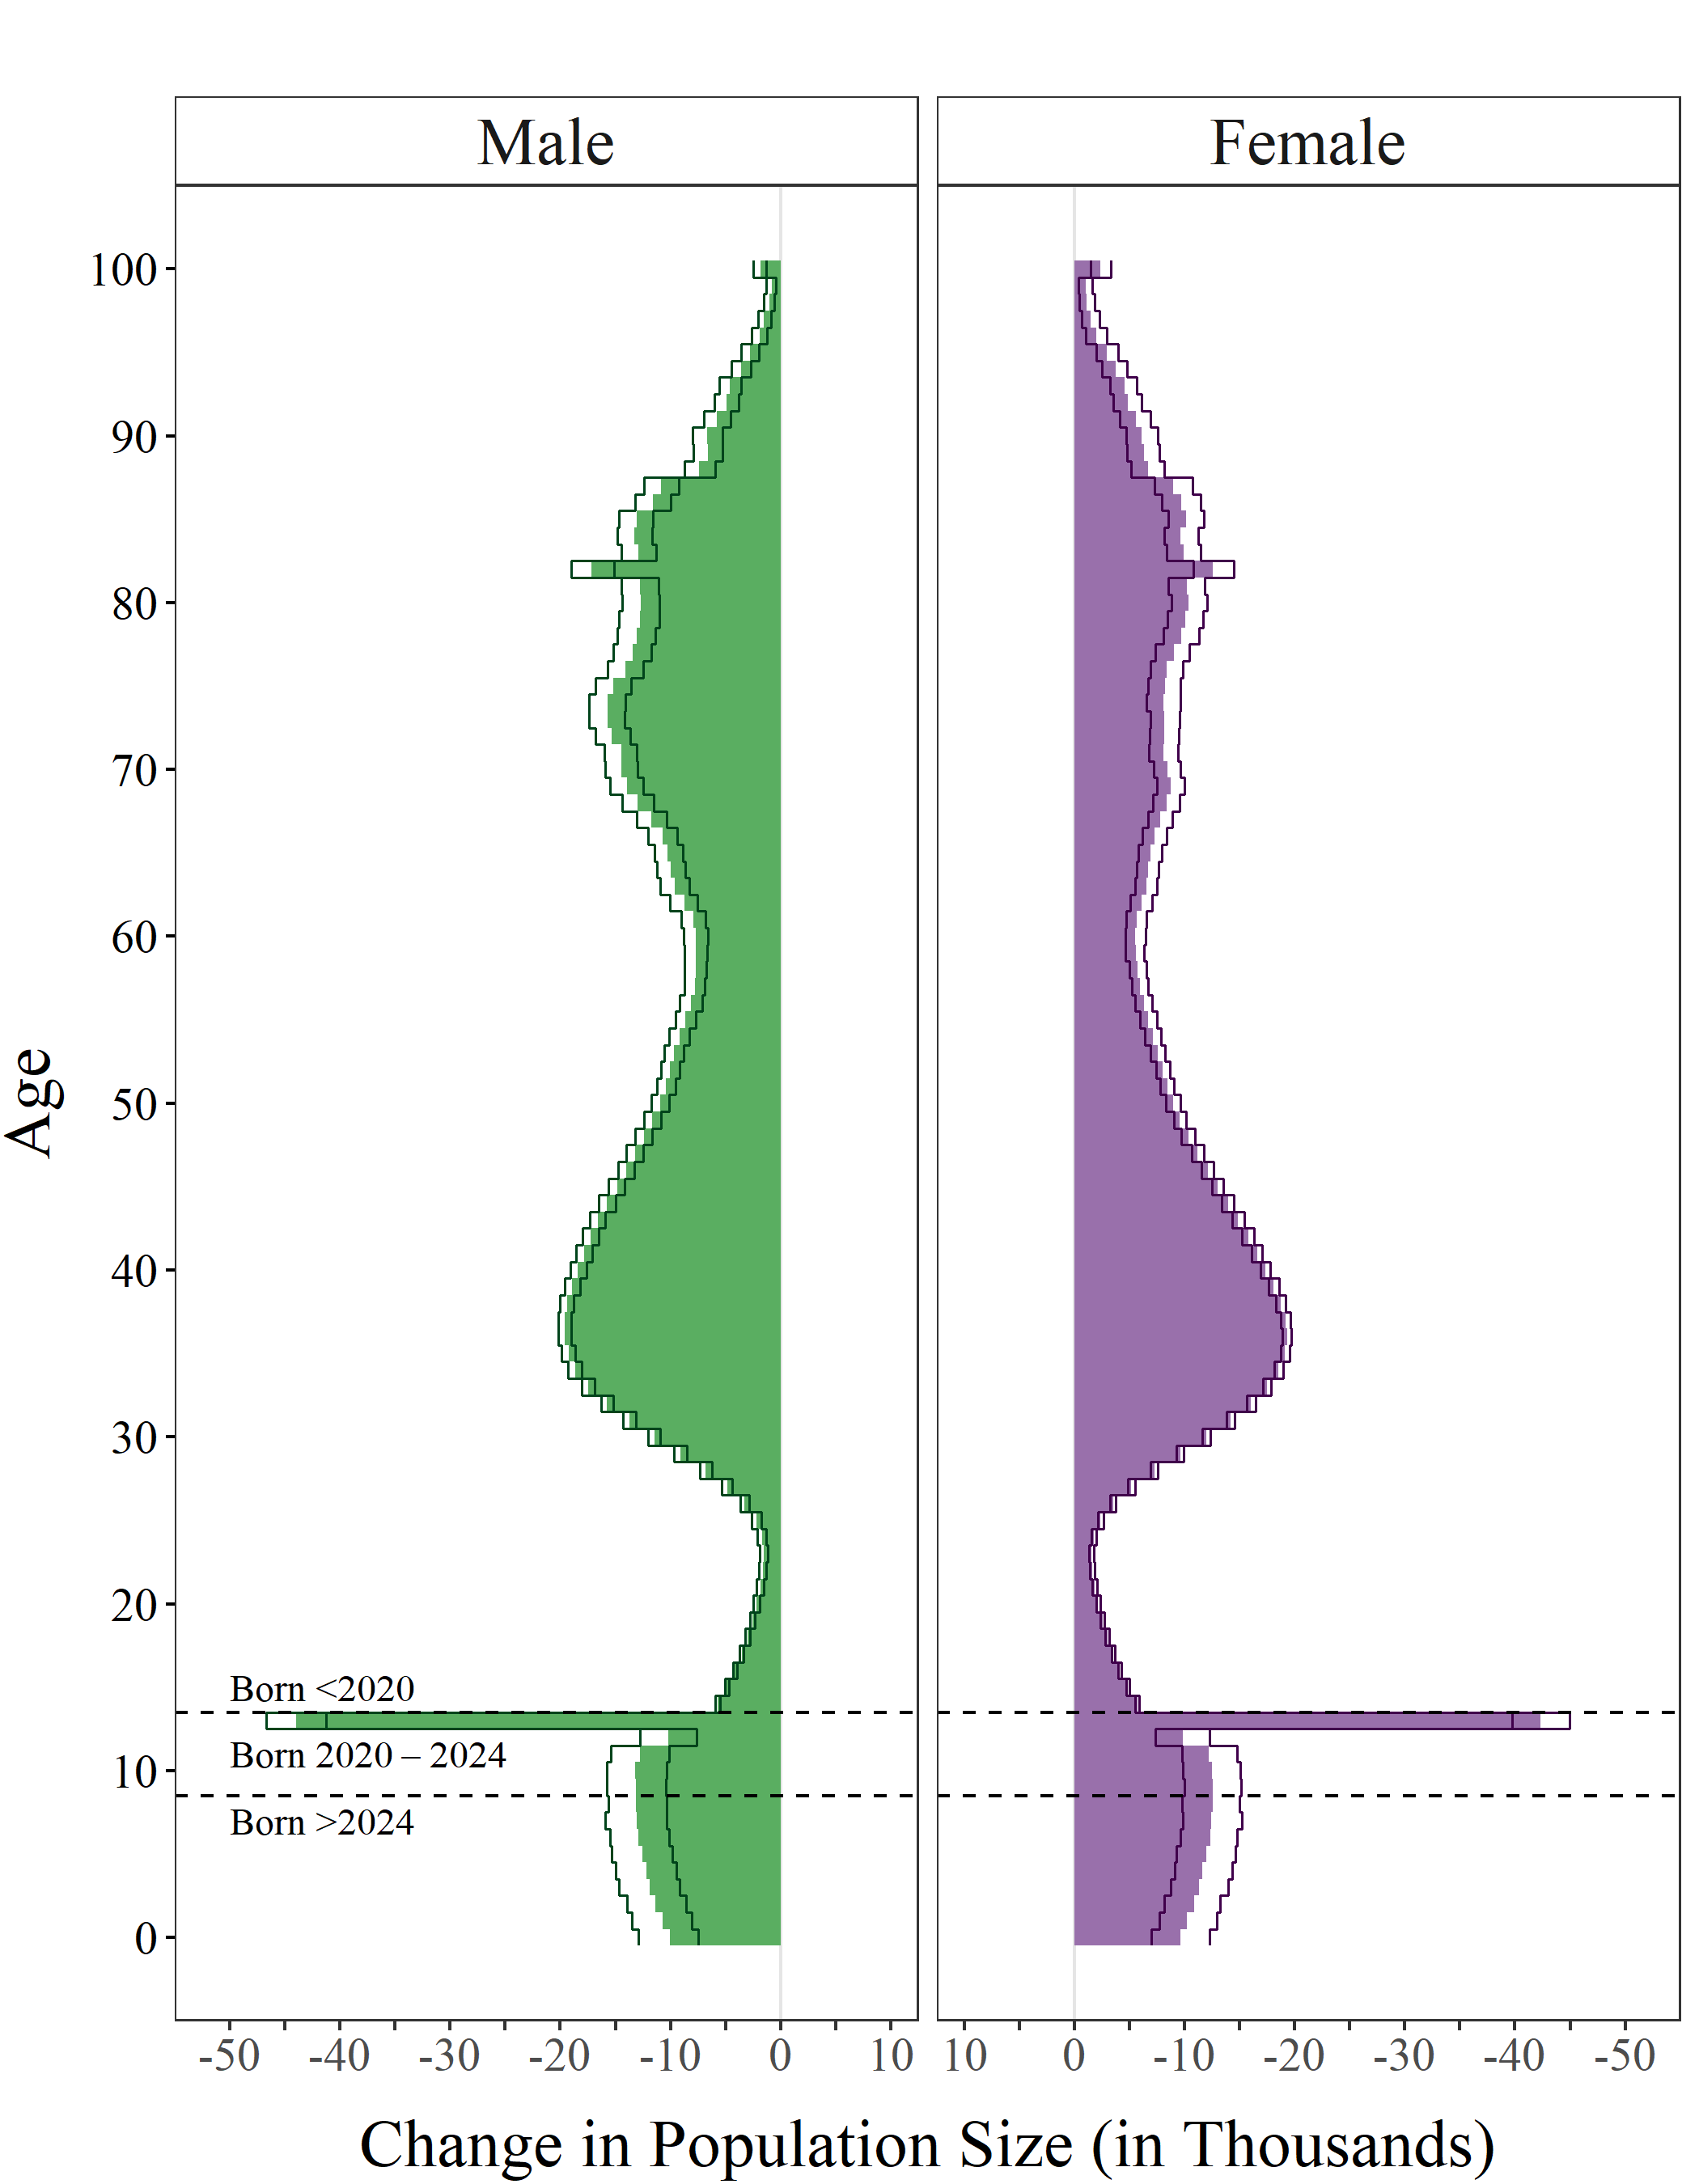 Male
Female
100
90
80
70
60
50
40
30
20
10
0
Age
Born <2020
Born 2020 – 2024
Born >2024
-50 -40 -30 -20 -10 0 10
10 0 -10 -20 -30 -40 -50
Change in Population Size (in Thousands)